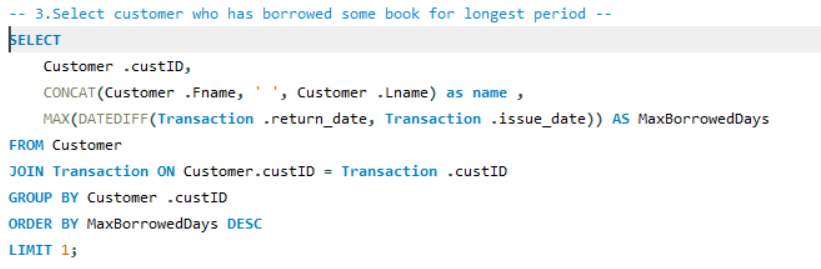 -- 3.Select customer who has borrowed some book for longest period --
SELECT
    Customer .custID,
    CONCAT(Customer .Fname, ' ', Customer .Lname) as name ,
    MAX(DATEDIFF(Transaction .return_date, Transaction .issue_date)) AS MaxBorrowedDays
FROM Customer
JOIN Transaction ON Customer.custID = Transaction .custID
GROUP BY Customer .custID
ORDER BY MaxBorrowedDays DESC
LIMIT 1;